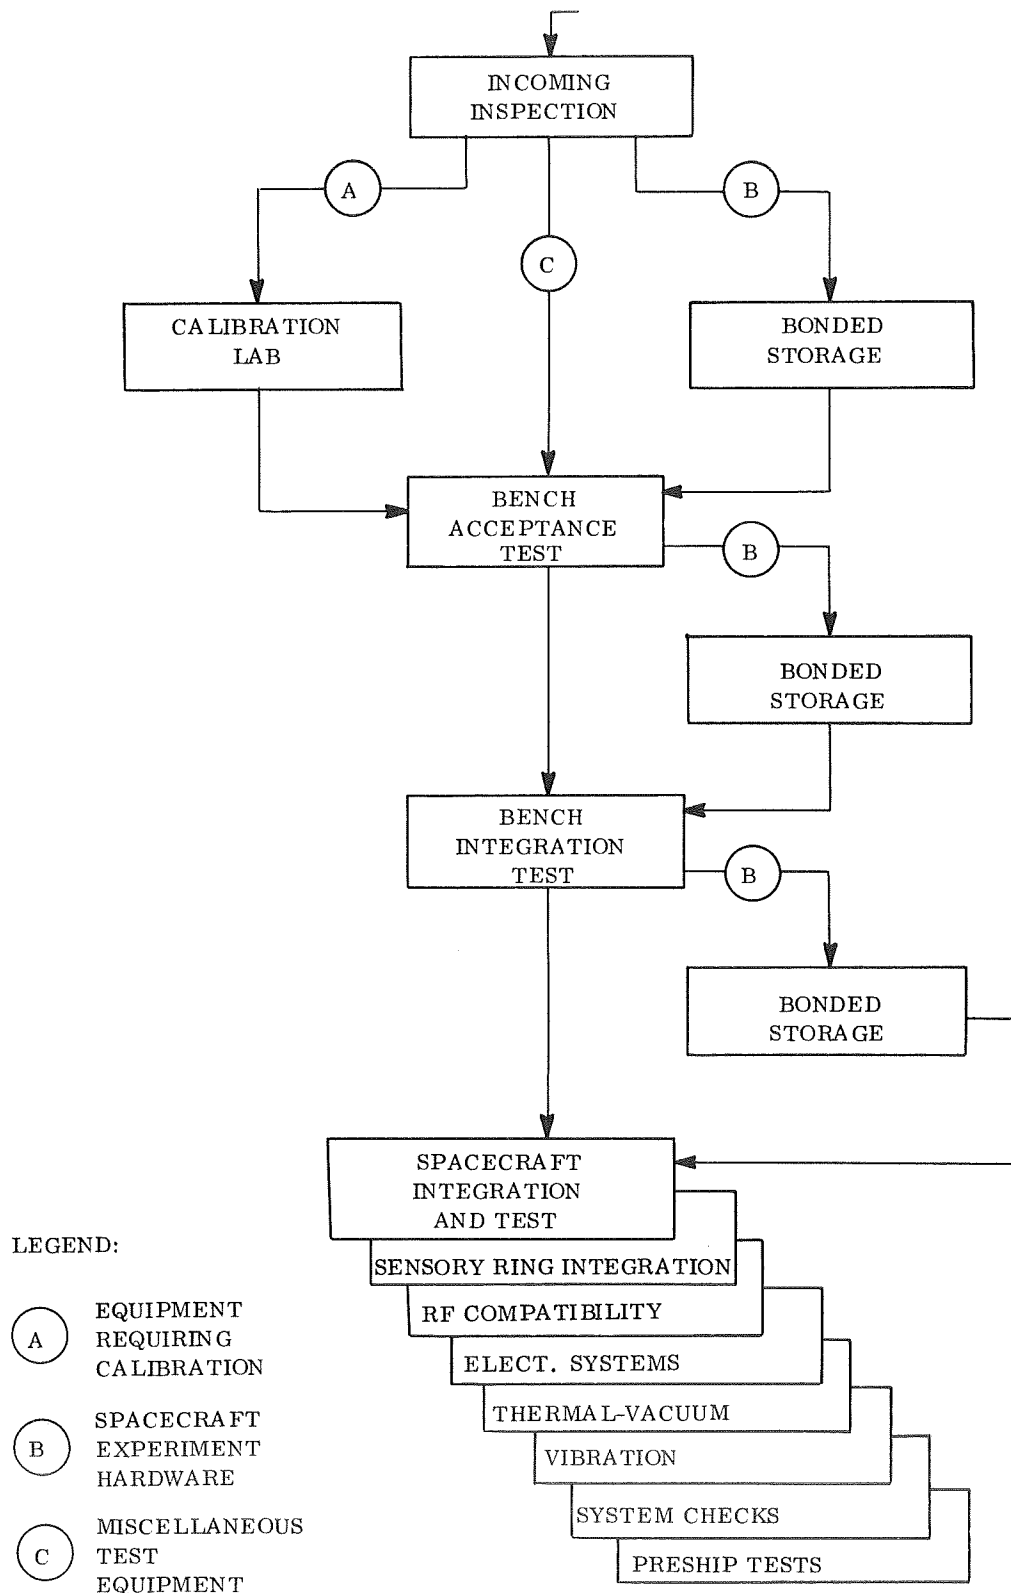 INCOMING
INSPECTION
A
B
C
CALIBRATION
LAB
BONDED
STORAGE
BENCH
ACCEPTANCE
TEST
B
BONDED
STORAGE
BENCH
INTEGRATION
TEST
B
BONDED
STORAGE
SPACECRAFT
INTEGRATION
AND TEST
SENSORY RING INTEGRATION
RF COMPATIBILITY
ELECT. SYSTEMS
THERMAL-VACUUM
VIBRATION
SYSTEM CHECKS
PRESHIP TESTS
LEGEND:
A
EQUIPMENT
REQUIRING
CALIBRATION
B
SPACECRAFT
EXPERIMENT
HARDWARE
C
MISCELLANEOUS
TEST
EQUIPMENT